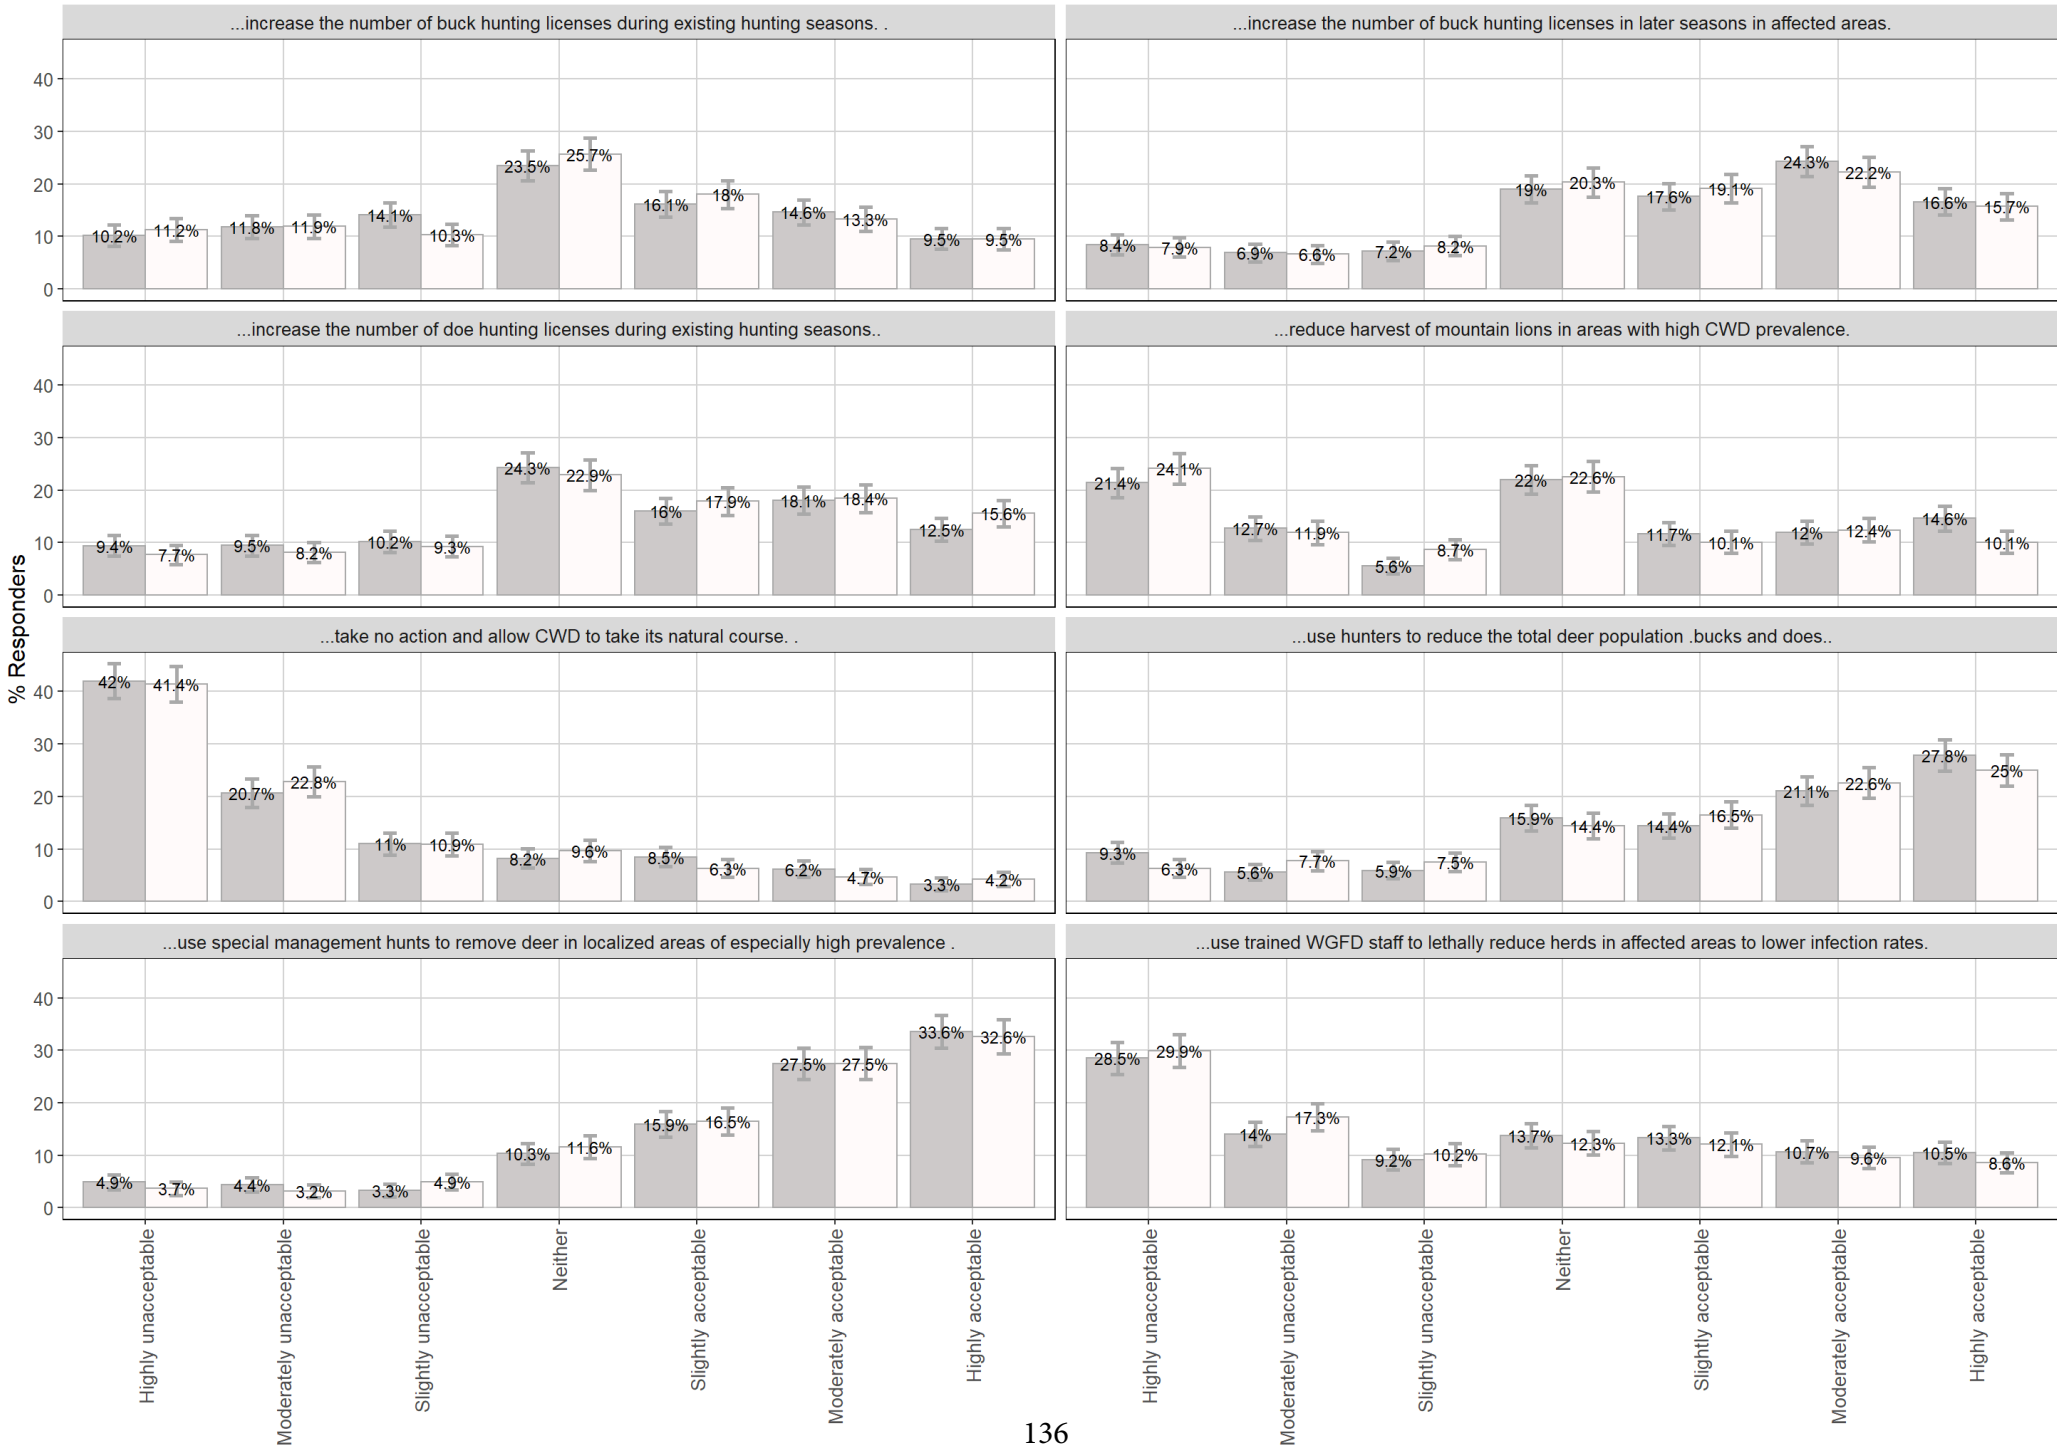 ...increase the number of buck hunting licenses during existing hunting seasons. .
...increase the number of buck hunting licenses in later seasons in affected areas.
40
30
20
10
0
10.2% 11.2% 11.8% 11.9% 14.1% 10.3% 23.5% 25.7% 16.1% 18% 14.6% 13.3% 9.5% 9.5%
8.4% 7.9% 6.9% 6.6% 7.2% 8.2% 19% 20.3% 17.6% 19.1% 24.3% 22.2% 16.6% 15.7%
...increase the number of doe hunting licenses during existing hunting seasons..
...reduce harvest of mountain lions in areas with high CWD prevalence.
40
30
20
10
0
9.4% 7.7% 9.5% 8.2% 10.2% 9.3% 24.3% 22.9% 16% 17.9% 18.1% 18.4% 12.5% 15.6%
21.4% 24.1% 12.7% 11.9% 5.6% 8.7% 22% 22.6% 11.7% 10.1% 12% 12.4% 14.6% 10.1%
% Responders
...take no action and allow CWD to take its natural course. .
...use hunters to reduce the total deer population .bucks and does..
40
30
20
10
0
42% 41.4% 20.7% 22.8% 11% 10.9% 8.2% 9.6% 8.5% 6.3% 6.2% 4.7% 3.3% 4.2%
9.3% 6.3% 5.6% 7.7% 5.9% 7.5% 15.9% 14.4% 14.4% 16.5% 21.1% 22.6% 27.8% 25%
...use special management hunts to remove deer in localized areas of especially high prevalence .
...use trained WGFD staff to lethally reduce herds in affected areas to lower infection rates.
40
30
20
10
0
4.9% 3.7% 4.4% 3.2% 3.3% 4.9% 10.3% 11.6% 15.9% 16.5% 27.5% 27.5% 33.6% 32.6%
28.5% 29.9% 14% 17.3% 9.2% 10.2% 13.7% 12.3% 13.3% 12.1% 10.7% 9.6% 10.5% 8.6%
Highly unacceptable
Moderately unacceptable
Slightly unacceptable
Neither
Slightly acceptable
Moderately acceptable
Highly acceptable
Highly unacceptable
Moderately unacceptable
Slightly unacceptable
Neither
Slightly acceptable
Moderately acceptable
Highly acceptable
136